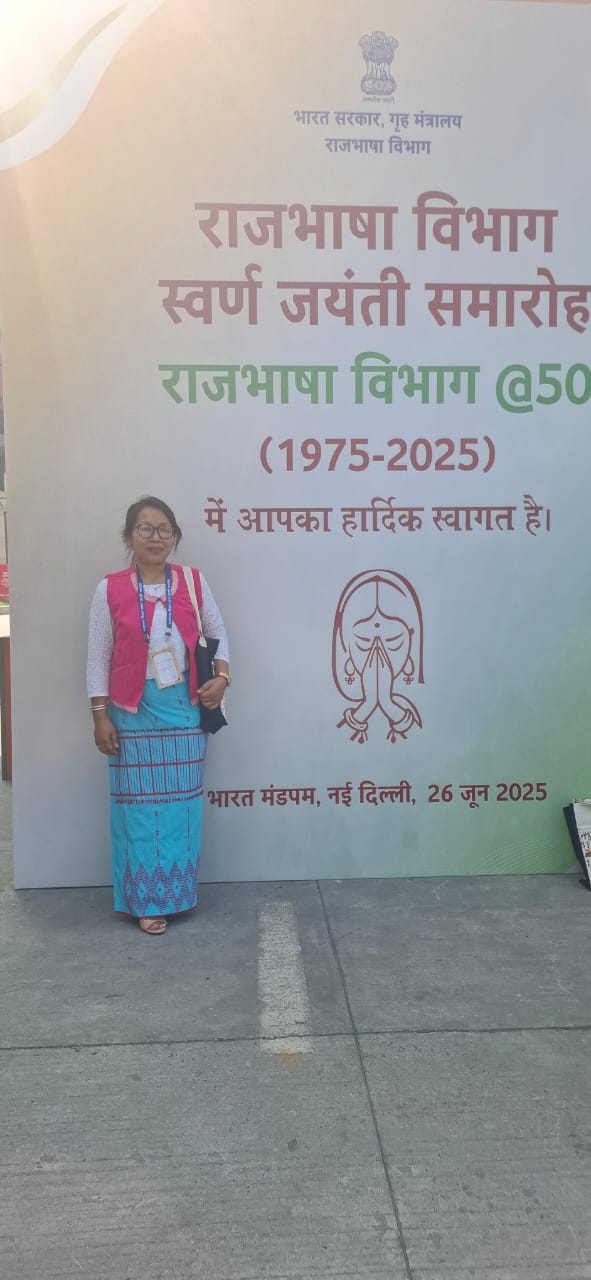 भारत सरकार, गृह मंत्रालय
राजभाषा विभाग
राजभाषा विभाग
स्वर्ण जयंती समारोह
राजभाषा विभाग @50
(1975-2025)
में आपका हार्दिक स्वागत है।
भारत मंडपम, नई दिल्ली, 26 जून 2025